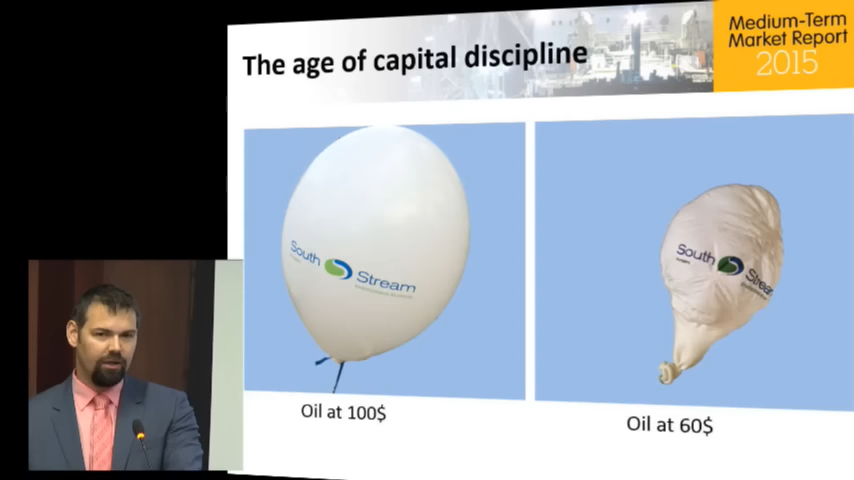 The age of capital discipline
Medium-Term
Market Report
2015
South
Stream
South
Stream
Oil at 100$
Oil at 60$